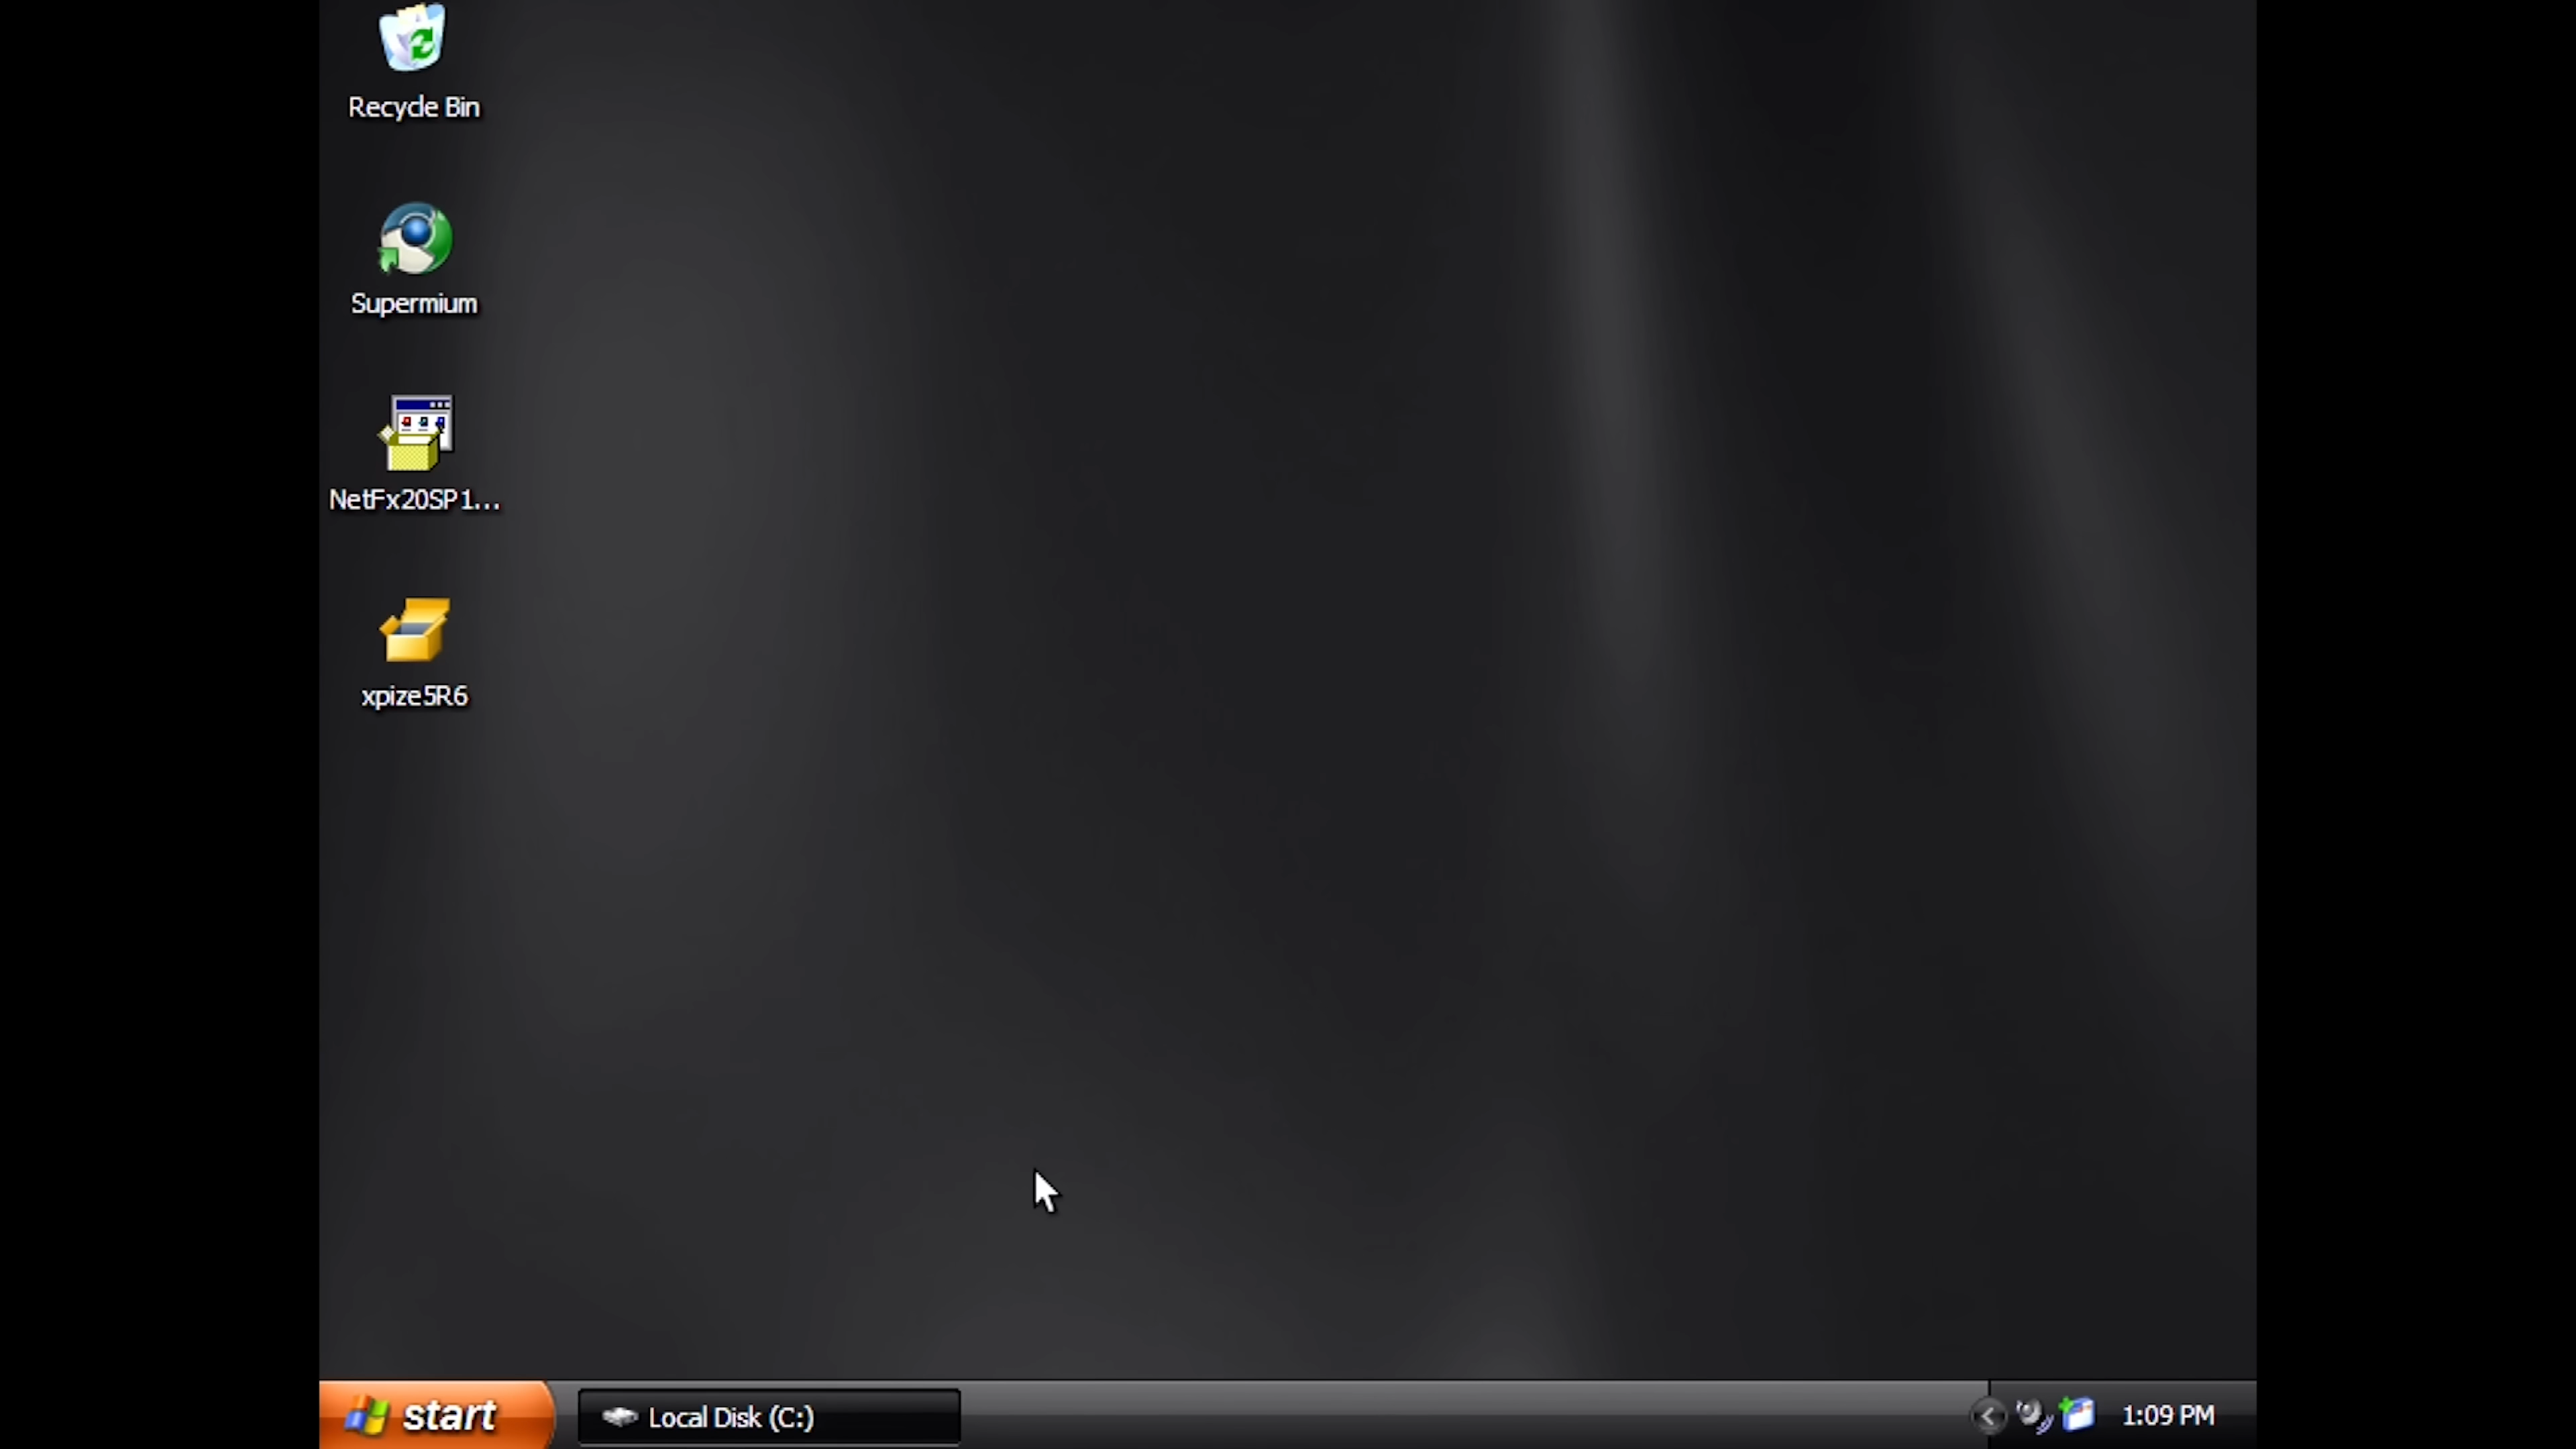 Recycle Bin
Supermium
NetFx20SP1...
xpize5R6
start
Local Disk (C:)
1:09 PM